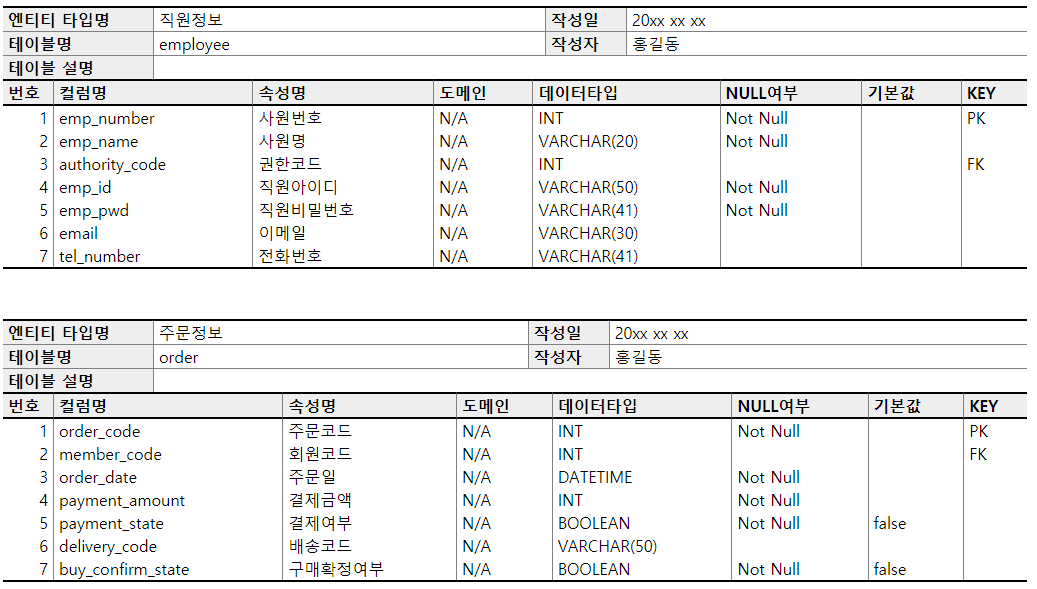 엔티티 타입명 직원정보 작성일 20xx xx xx
테이블명 employee 작성자 홍길동
테이블 설명
번호 컬럼명 속성명 도메인 데이터타입 NULL여부 기본값 KEY
1 emp_number 사원번호 N/A INT Not Null PK
2 emp_name 사원명 N/A VARCHAR(20) Not Null
3 authority_code 권한코드 N/A INT FK
4 emp_id 직원아이디 N/A VARCHAR(50) Not Null
5 emp_pwd 직원비밀번호 N/A VARCHAR(41) Not Null
6 email 이메일 N/A VARCHAR(30)
7 tel_number 전화번호 N/A VARCHAR(41)
엔티티 타입명 주문정보 작성일 20xx xx xx
테이블명 order 작성자 홍길동
테이블 설명
번호 컬럼명 속성명 도메인 데이터타입 NULL여부 기본값 KEY
1 order_code 주문코드 N/A INT Not Null PK
2 member_code 회원코드 N/A INT FK
3 order_date 주문일 N/A DATETIME Not Null
4 payment_amount 결제금액 N/A INT Not Null
5 payment_state 결제여부 N/A BOOLEAN Not Null false
6 delivery_code 배송코드 N/A VARCHAR(50)
7 buy_confirm_state 구매확정여부 N/A BOOLEAN Not Null false